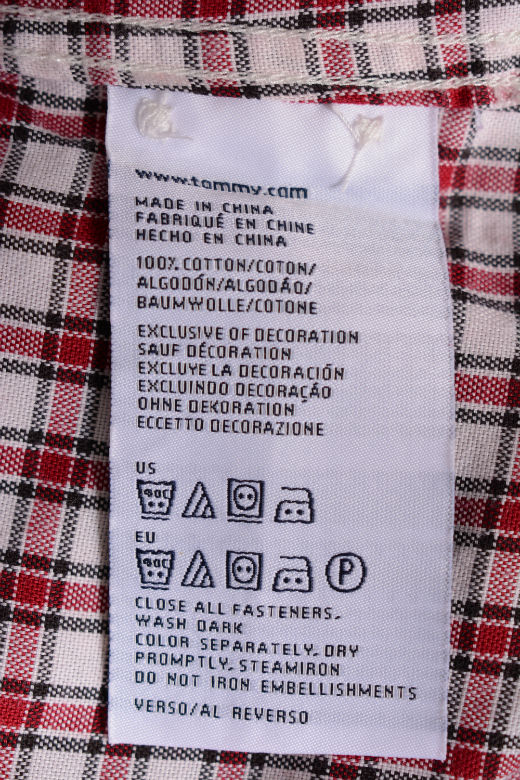 www.tommy.com
MADE IN CHINA
FABRIQUÉ EN CHINE
HECHO EN CHINA
100% COTTON/COTON/
ALGODÓN/ALGODÃO/
BAUMWOLLE/COTONE
EXCLUSIVE OF DECORATION
SAUF DÉCORATION
EXCLUYE LA DECORACIÓN
EXCLUINDO DECORAÇÃO
OHNE DEKORATION
ECCETTO DECORAZIONE
US
EU
P
CLOSE ALL FASTENERS.
WASH DARK
COLOR SEPARATELY. DRY
PROMPTLY. STEAMIRON
DO NOT IRON EMBELLISHMENTS
VERSO/AL REVERSO